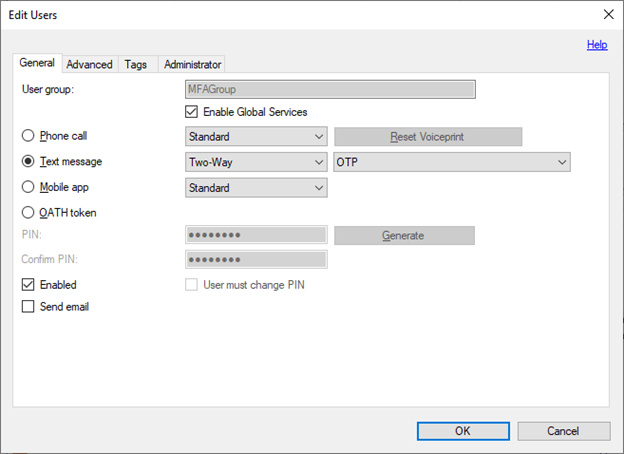 Edit Users
Help
General Advanced Tags Administrator
User group: MFAGroup
Enable Global Services
Phone call Standard Reset Voiceprint
Text message Two-Way OTP
Mobile app Standard
OATH token
PIN: ●●●●●●●● Generate
Confirm PIN: ●●●●●●●●
Enabled User must change PIN
Send email
OK Cancel